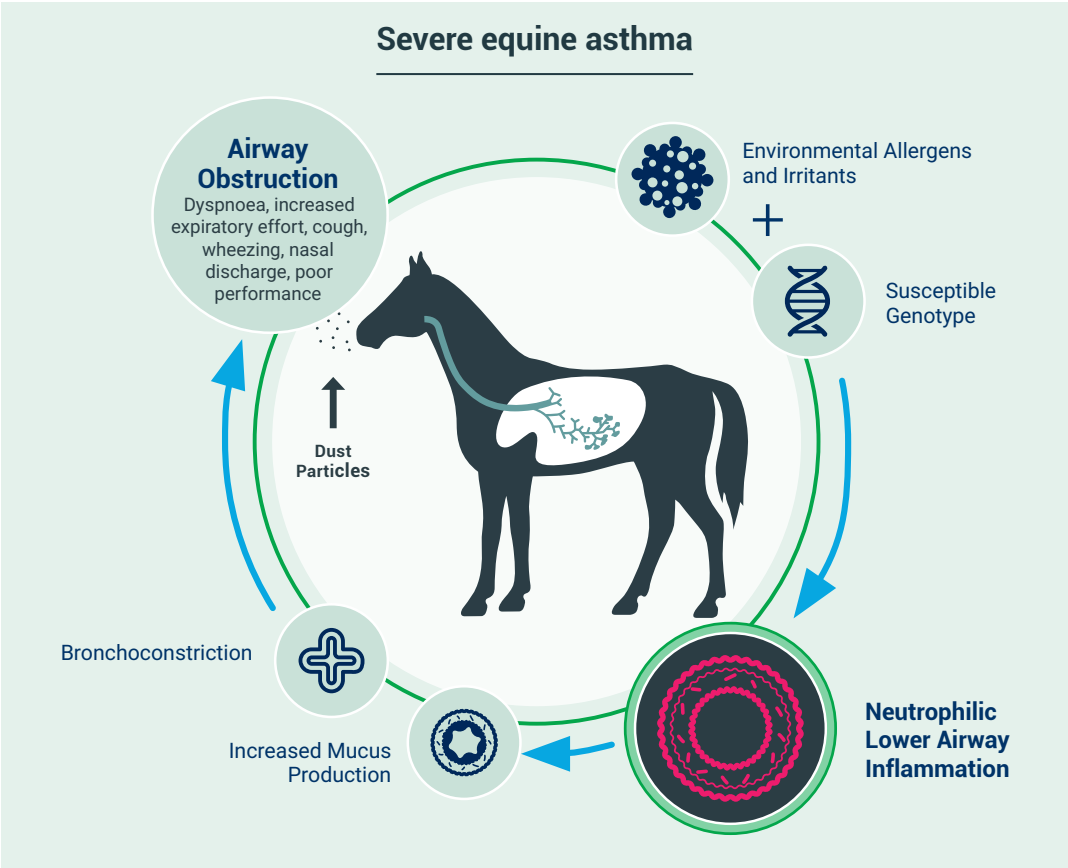 Severe equine asthma
Airway
Obstruction
Dyspnoea, increased
expiratory effort, cough,
wheezing, nasal
discharge, poor
performance
Environmental Allergens
and Irritants
+
Susceptible
Genotype
Dust
Particles
Neutrophilic
Lower Airway
Inflammation
Increased Mucus
Production
Bronchoconstriction